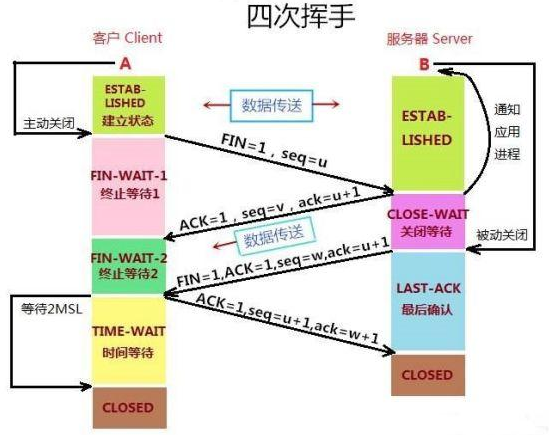 四次挥手
客户 Client
服务器 Server
A
B
ESTAB-
LISHED
建立状态
主动关闭
数据传送
ESTAB-
LISHED
通知
应用
进程
FIN=1，seq=u
FIN-WAIT-1
终止等待1
ACK=1，seq=v，ack=u+1
CLOSE-WAIT
关闭等待
数据传送
被动关闭
FIN-WAIT-2
终止等待2
FIN=1,ACK=1,seq=w,ack=u+1
等待2MSL
ACK=1,seq=u+1,ack=w+1
LAST-ACK
最后确认
TIME-WAIT
时间等待
CLOSED
CLOSED